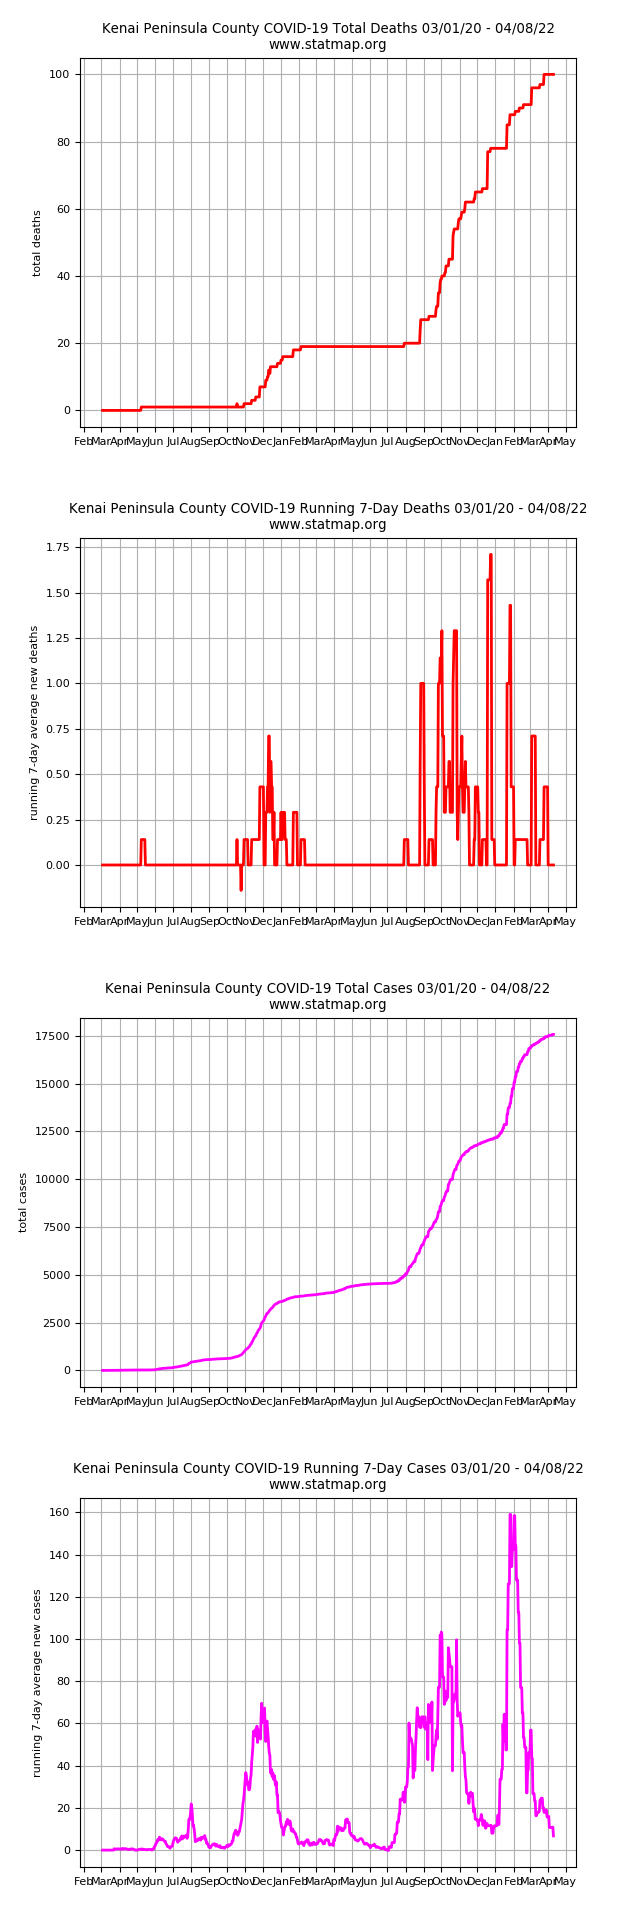 Kenai Peninsula County COVID-19 Total Deaths 03/01/20 - 04/08/22
www.statmap.org
100
80
60
40
20
0
total deaths
Feb Mar Apr May Jun Jul Aug Sep Oct Nov Dec Jan Feb Mar Apr May Jun Jul Aug Sep Oct Nov Dec Jan Feb Mar Apr May
Kenai Peninsula County COVID-19 Running 7-Day Deaths 03/01/20 - 04/08/22
www.statmap.org
1.75
1.50
1.25
1.00
0.75
0.50
0.25
0.00
running 7-day average new deaths
Feb Mar Apr May Jun Jul Aug Sep Oct Nov Dec Jan Feb Mar Apr May Jun Jul Aug Sep Oct Nov Dec Jan Feb Mar Apr May
Kenai Peninsula County COVID-19 Total Cases 03/01/20 - 04/08/22
www.statmap.org
17500
15000
12500
10000
7500
5000
2500
0
total cases
Feb Mar Apr May Jun Jul Aug Sep Oct Nov Dec Jan Feb Mar Apr May Jun Jul Aug Sep Oct Nov Dec Jan Feb Mar Apr May
Kenai Peninsula County COVID-19 Running 7-Day Cases 03/01/20 - 04/08/22
www.statmap.org
160
140
120
100
80
60
40
20
0
running 7-day average new cases
Feb Mar Apr May Jun Jul Aug Sep Oct Nov Dec Jan Feb Mar Apr May Jun Jul Aug Sep Oct Nov Dec Jan Feb Mar Apr May